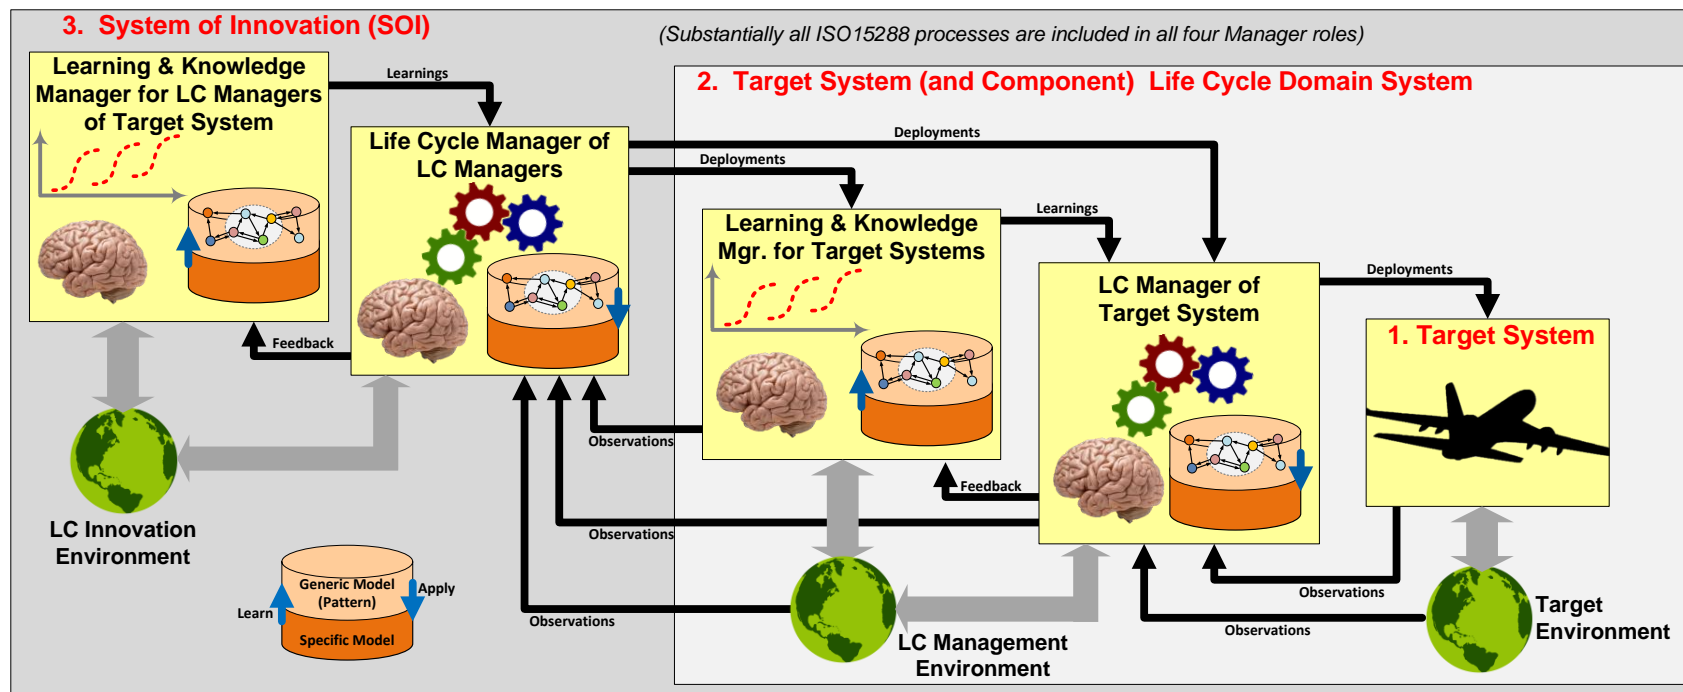 3.  System of Innovation (SOI)
(Substantially all ISO15288 processes are included in all four Manager roles)
Learning & Knowledge
Manager for LC Managers
of Target System
Learnings
2.  Target System (and Component)  Life Cycle Domain System
Life Cycle Manager of
LC Managers
Deployments
Deployments
Learning & Knowledge
Mgr. for Target Systems
Learnings
LC Manager of
Target System
Deployments
1. Target System
Feedback
Observations
Feedback
Observations
LC Innovation
Environment
Generic Model
(Pattern)
Learn
Apply
Specific Model
Observations
LC Management
Environment
Observations
Observations
Target
Environment